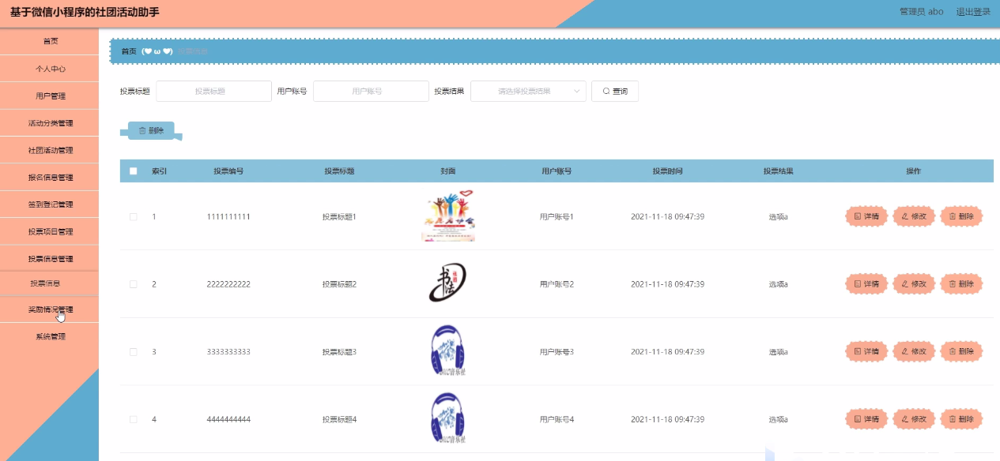 基于微信小程序的社团活动助手
管理员 abo 退出登录
首页
个人中心
用户管理
活动分类管理
社团活动管理
报名信息管理
签到登记管理
投票项目管理
投票信息管理
投票信息
奖励情况管理
系统管理
首页 (♥ ω ♥) 投票信息
投票标题 投票标题 用户账号 用户账号 投票结果 请选择投票结果 查询
删除
索引 投票编号 投票标题 封面 用户账号 投票时间 投票结果 操作
1 1111111111 投票标题1 用户账号1 2021-11-18 09:47:39 选项a 详情 修改 删除
2 2222222222 投票标题2 书法 社团 用户账号2 2021-11-18 09:47:39 选项a 详情 修改 删除
3 3333333333 投票标题3 用户账号3 2021-11-18 09:47:39 选项a 详情 修改 删除
4 4444444444 投票标题4 用户账号4 2021-11-18 09:47:39 选项a 详情 修改 删除